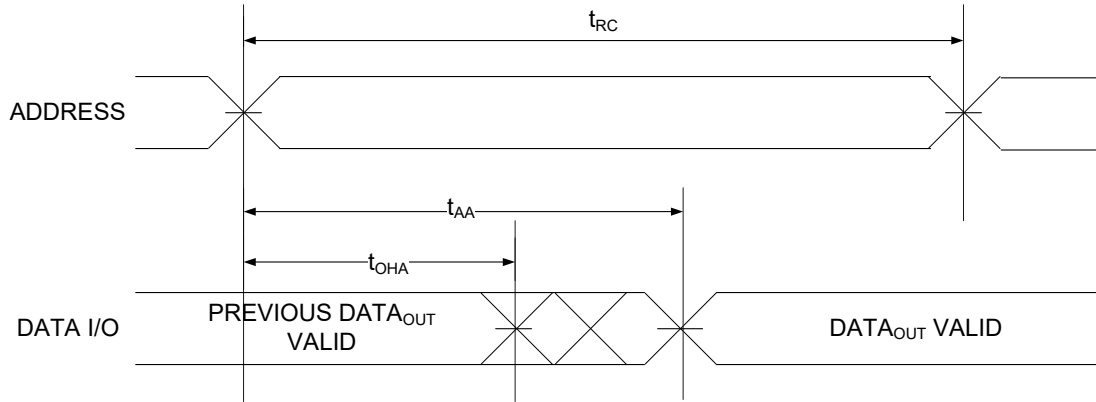 tRC
ADDRESS
tAA
tOHA
DATA I/O
PREVIOUS DATAOUT
VALID
DATAOUT VALID